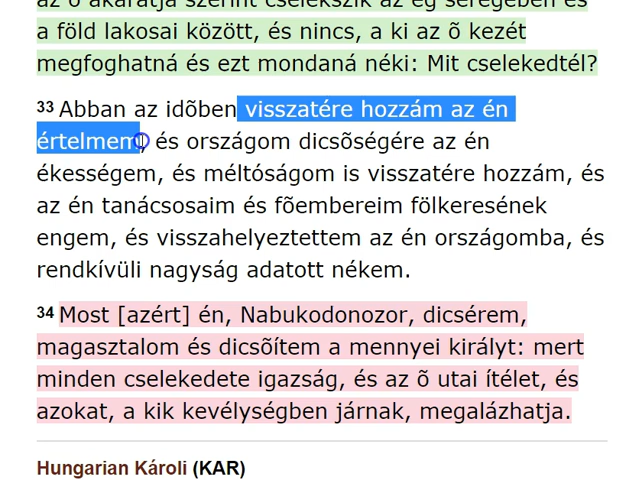 az õ akaratja szerint cselekszik az ég seregében és
a föld lakosai között, és nincs, a ki az õ kezét
megfoghatná és ezt mondaná néki: Mit cselekedtél?
33 Abban az idõben visszatére hozzám az én
értelmem, és országom dicsõségére az én
ékességem, és méltóságom is visszatére hozzám, és
az én tanácsosaim és fõembereim fölkeresének
engem, és visszahelyeztettem az én országomba, és
rendkívüli nagyság adatott nékem.
34 Most [azért] én, Nabukodonozor, dicsérem,
magasztalom és dicsõítem a mennyei királyt: mert
minden cselekedete igazság, és az õ utai ítélet, és
azokat, a kik kevélységben járnak, megalázhatja.
Hungarian Károli (KAR)